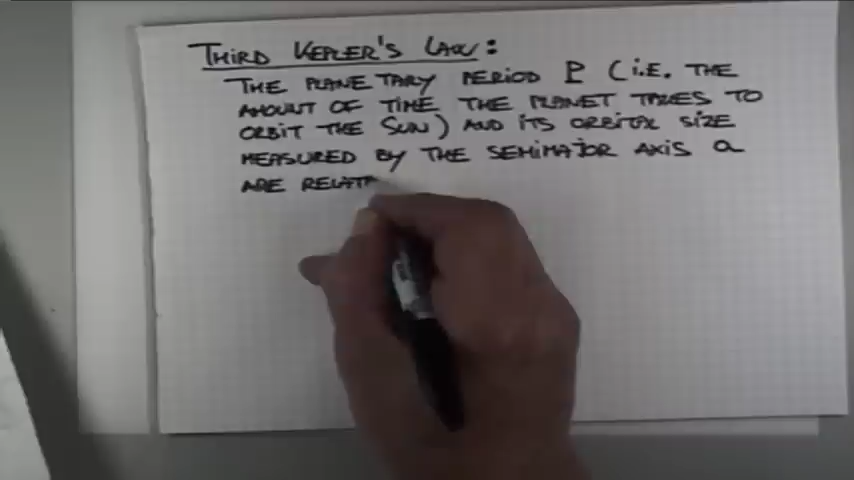 THIRD KEPLER'S LAW:
THE PLANETARY PERIOD P (i.E. THE
AMOUNT OF TIME THE PLANET TAKES TO
ORBIT THE SUN) AND ITS ORBITAL SIZE
MEASURED BY THE SEMIMAJOR AXIS a
ARE RELAT